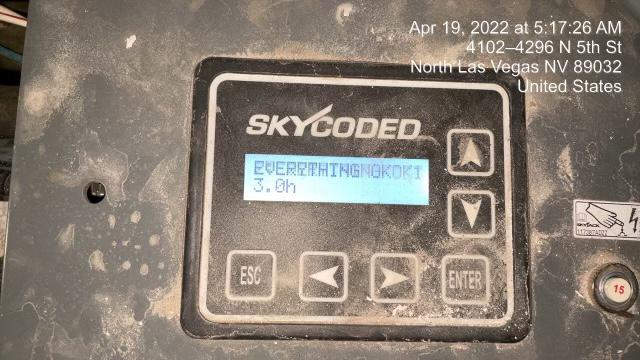 Apr 19, 2022 at 5:17:26 AM
4102–4296 N 5th St
North Las Vegas NV 89032
United States
SKYCODED
3.0h
ESC
ENTER
SKYJACK
15